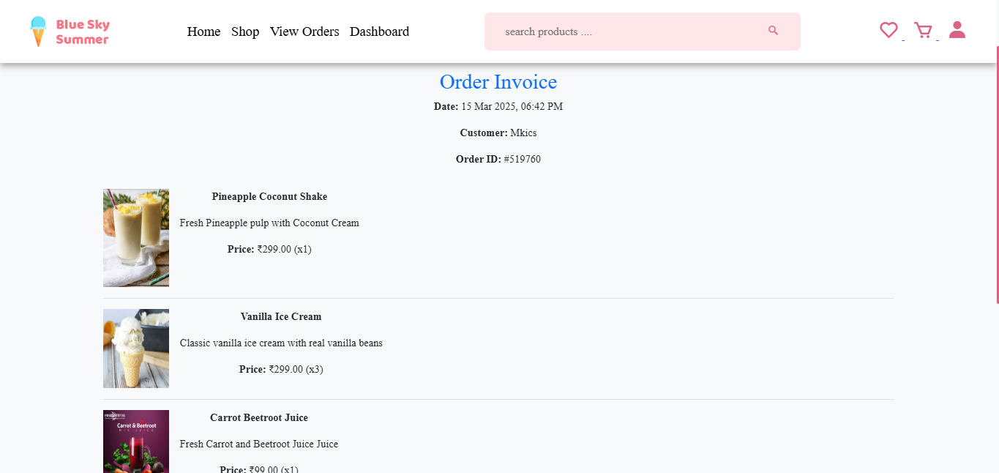 Blue Sky
Summer
Home Shop View Orders Dashboard
search products ....
Order Invoice
Date: 15 Mar 2025, 06:42 PM
Customer: Mkics
Order ID: #519760
Pineapple Coconut Shake
Fresh Pineapple pulp with Coconut Cream
Price: ₹299.00 (x1)
Vanilla Ice Cream
Classic vanilla ice cream with real vanilla beans
Price: ₹299.00 (x3)
Carrot & Beetroot
Carrot Beetroot Juice
Fresh Carrot and Beetroot Juice Juice
Price: ₹99.00 (x1)